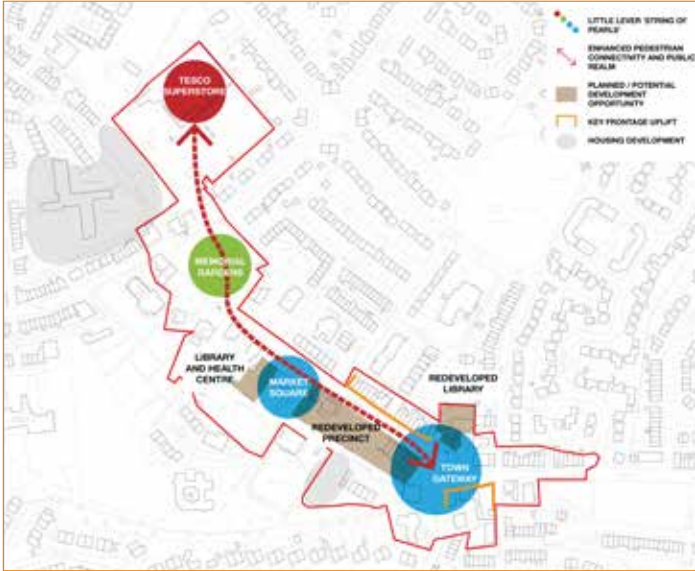 LITTLE LEVER 'STRING OF
PEARLS'
ENHANCED PEDESTRIAN
CONNECTIVITY AND PUBLIC
REALM
PLANNED / POTENTIAL
DEVELOPMENT
OPPORTUNITY
KEY FRONTAGE UPLIFT
HOUSING DEVELOPMENT
TESCO
SUPERSTORE
MEMORIAL
GARDENS
LIBRARY
AND HEALTH
CENTRE
MARKET
SQUARE
REDEVELOPED
LIBRARY
REDEVELOPED
PRECINCT
TOWN
GATEWAY